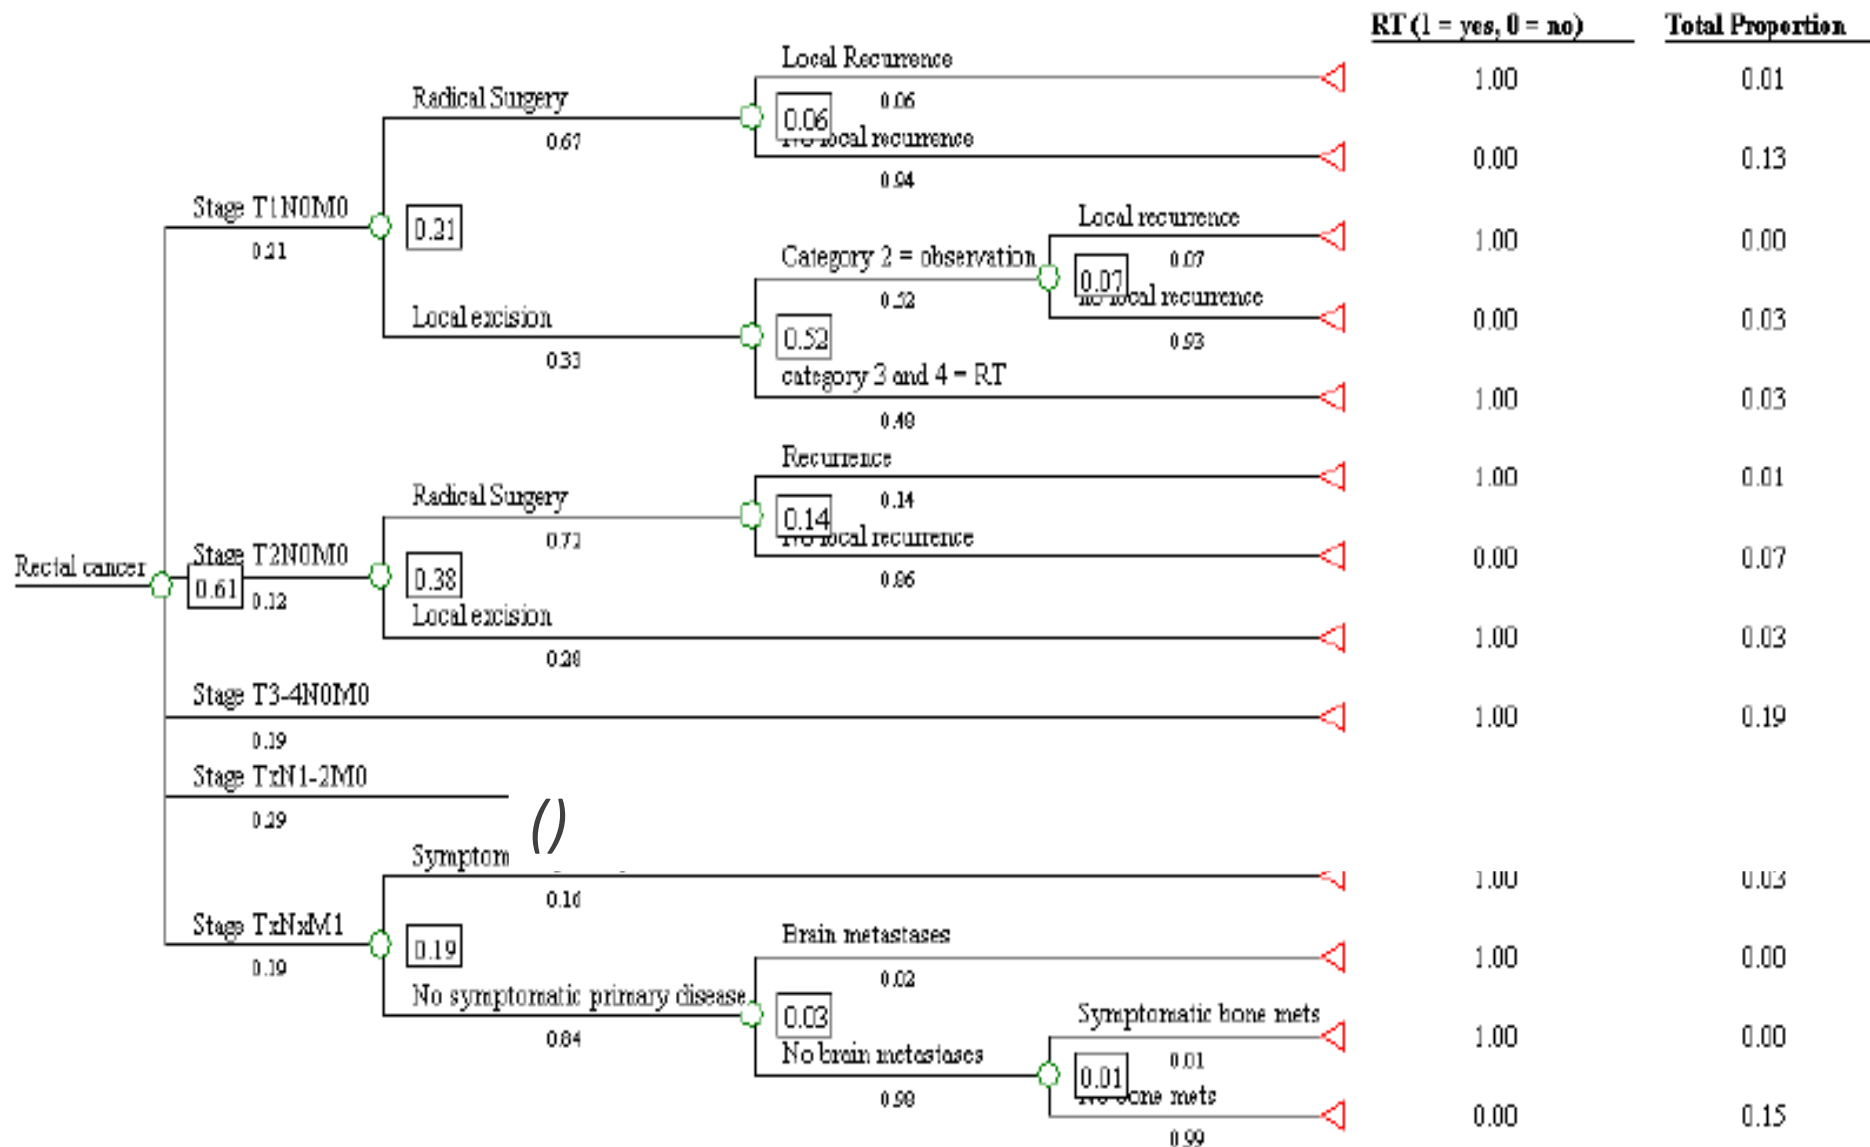 RT (1 = yes, 0 = no) Total Proportion
Local Recurrence
0.06
1.00 0.01
Radical Surgery
0.67
0.06
No local recurrence
0.94
0.00 0.13
Stage T1N0M0
0.21
0.21
Local recurrence
0.07
1.00 0.00
Category 2 = observation
0.52
0.07
no local recurrence
0.93
0.00 0.03
Local excision
0.33
0.52
category 3 and 4 = RT
0.48
1.00 0.03
Recurrence
0.14
1.00 0.01
Radical Surgery
0.72
0.14
No local recurrence
0.86
0.00 0.07
Rectal cancer
0.61
Stage T2N0M0
0.12
0.38
Local excision
0.28
1.00 0.03
Stage T3-4N0M0
0.19
1.00 0.19
Stage TxN1-2M0
0.29
()
Symptom
0.16
1.00 0.03
Stage TxNxM1
0.19
0.19
Brain metastases
0.02
1.00 0.00
No symptomatic primary disease
0.84
0.03
Symptomatic bone mets
0.01
1.00 0.00
No brain metastases
0.98
0.01
No bone mets
0.99
0.00 0.15